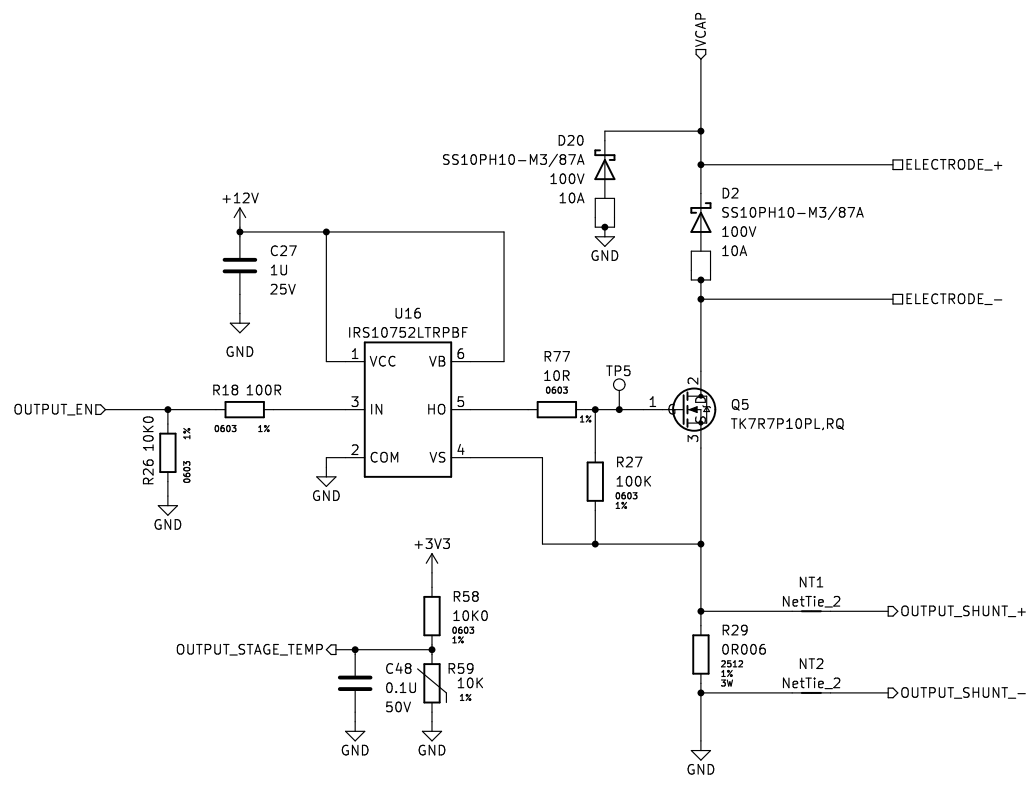 VCAP
D20
SS10PH10-M3/87A
100V
10A
GND
ELECTRODE_+
D2
SS10PH10-M3/87A
100V
10A
ELECTRODE_-
+12V
C27
1U
25V
GND
U16
IRS10752LTRPBF
1 VCC VB 6
3 IN HO 5
2 COM VS 4
GND
OUTPUT_EN
R18 100R
0603 1%
R26 10K0
0603 1%
GND
R77
10R
0603
1%
TP5
1
2
3
D
S
Q5
TK7R7P10PL,RQ
R27
100K
0603
1%
+3V3
R58
10K0
0603
1%
OUTPUT_STAGE_TEMP
C48
0.1U
50V
GND
R59
10K
1%
GND
NT1
NetTie_2
OUTPUT_SHUNT_+
R29
0R006
2512
1%
3W
NT2
NetTie_2
OUTPUT_SHUNT_-
GND